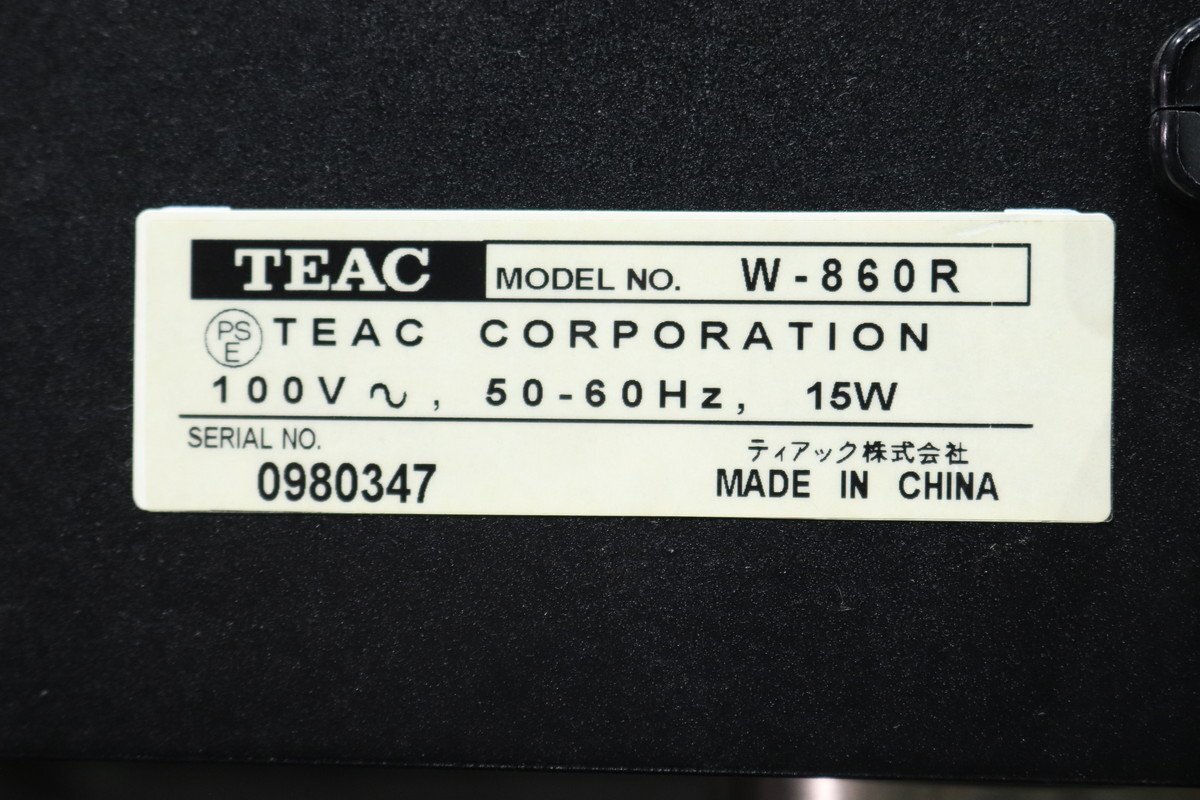 TEAC MODEL NO. W-860R
PSE TEAC CORPORATION
100V ~, 50-60Hz, 15W
SERIAL NO.
0980347
ティアック株式会社
MADE IN CHINA